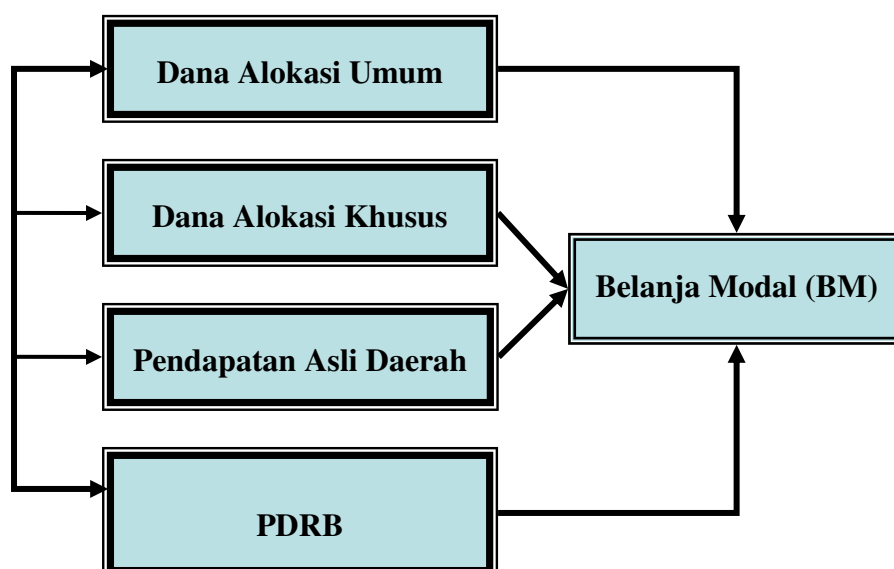 Dana Alokasi Umum
Dana Alokasi Khusus
Belanja Modal (BM)
Pendapatan Asli Daerah
PDRB